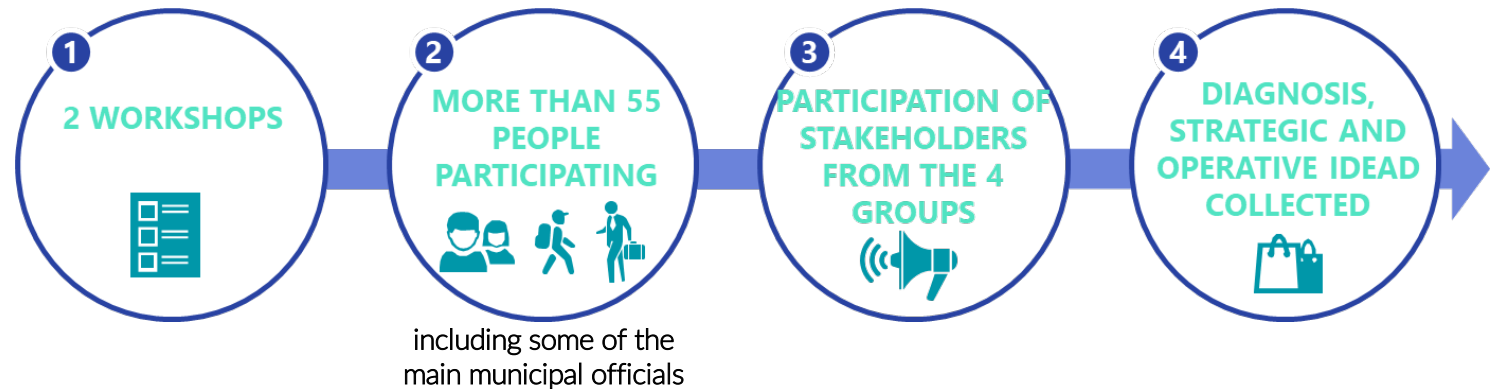 1
2 WORKSHOPS
2
MORE THAN 55
PEOPLE
PARTICIPATING
including some of the
main municipal officials
3
PARTICIPATION OF
STAKEHOLDERS
FROM THE 4
GROUPS
4
DIAGNOSIS,
STRATEGIC AND
OPERATIVE IDEAD
COLLECTED